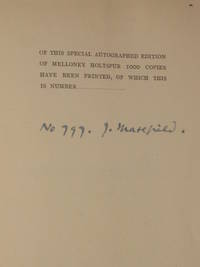 OF THIS SPECIAL AUTOGRAPHED EDITION
OF MELLONEY HOLTSPUR 1000 COPIES
HAVE BEEN PRINTED, OF WHICH THIS
IS NUMBER
No 797. J. Masefield.